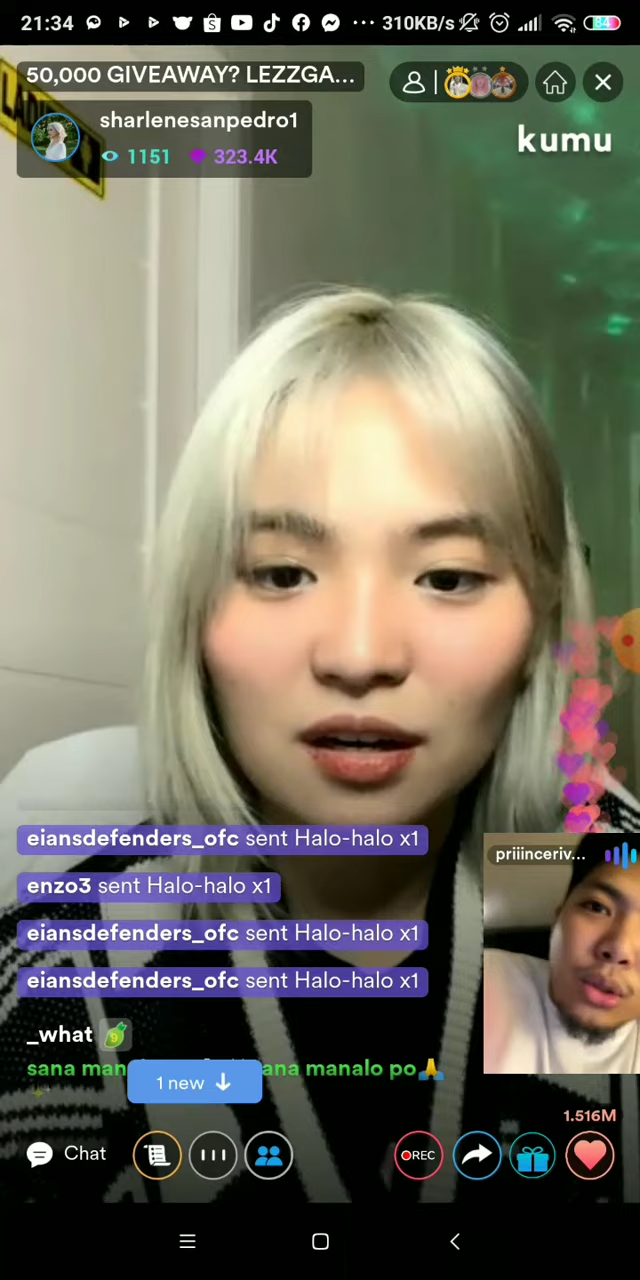 21:34
310KB/s
84
50,000 GIVEAWAY? LEZZGA...
sharlenesanpedro1
1151 323.4K
kumu
eiansdefenders_ofc sent Halo-halo x1
enzo3 sent Halo-halo x1
eiansdefenders_ofc sent Halo-halo x1
eiansdefenders_ofc sent Halo-halo x1
priiinceriv...
_what 9
sana ana manalo po🙏
1 new ↓
1.516M
Chat
REC